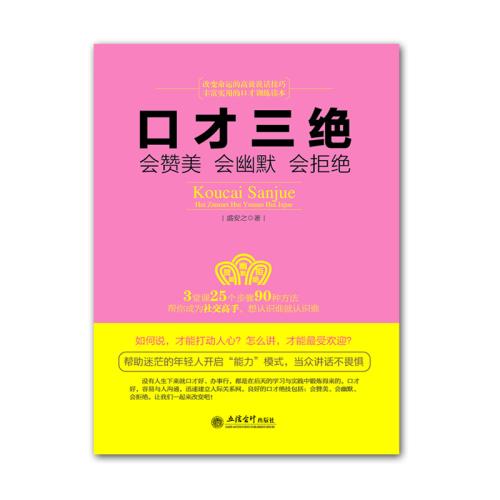 改变命运的高效说话技巧
丰富实用的口才训练读本
口才三绝
会赞美 会幽默 会拒绝
Koucai Sanjue
Hui Zanmei Hui Youmo Hui Jujue
盛安之◇著
3堂课25个步骤90种方法
帮你成为社交高手，想认识谁就认识谁
如何说，才能打动人心？怎么讲，才能最受欢迎？
帮助迷茫的年轻人开启“能力”模式，当众讲话不畏惧
没有人生下来就口才好、办事行，都是在后天的学习与实践中锻炼得来的。口才
好，容易与人沟通，迅速建立人际关系网。良好的口才绝技包括：会赞美、会幽默、
会拒绝。让我们一起来改变吧！
立信会计出版社